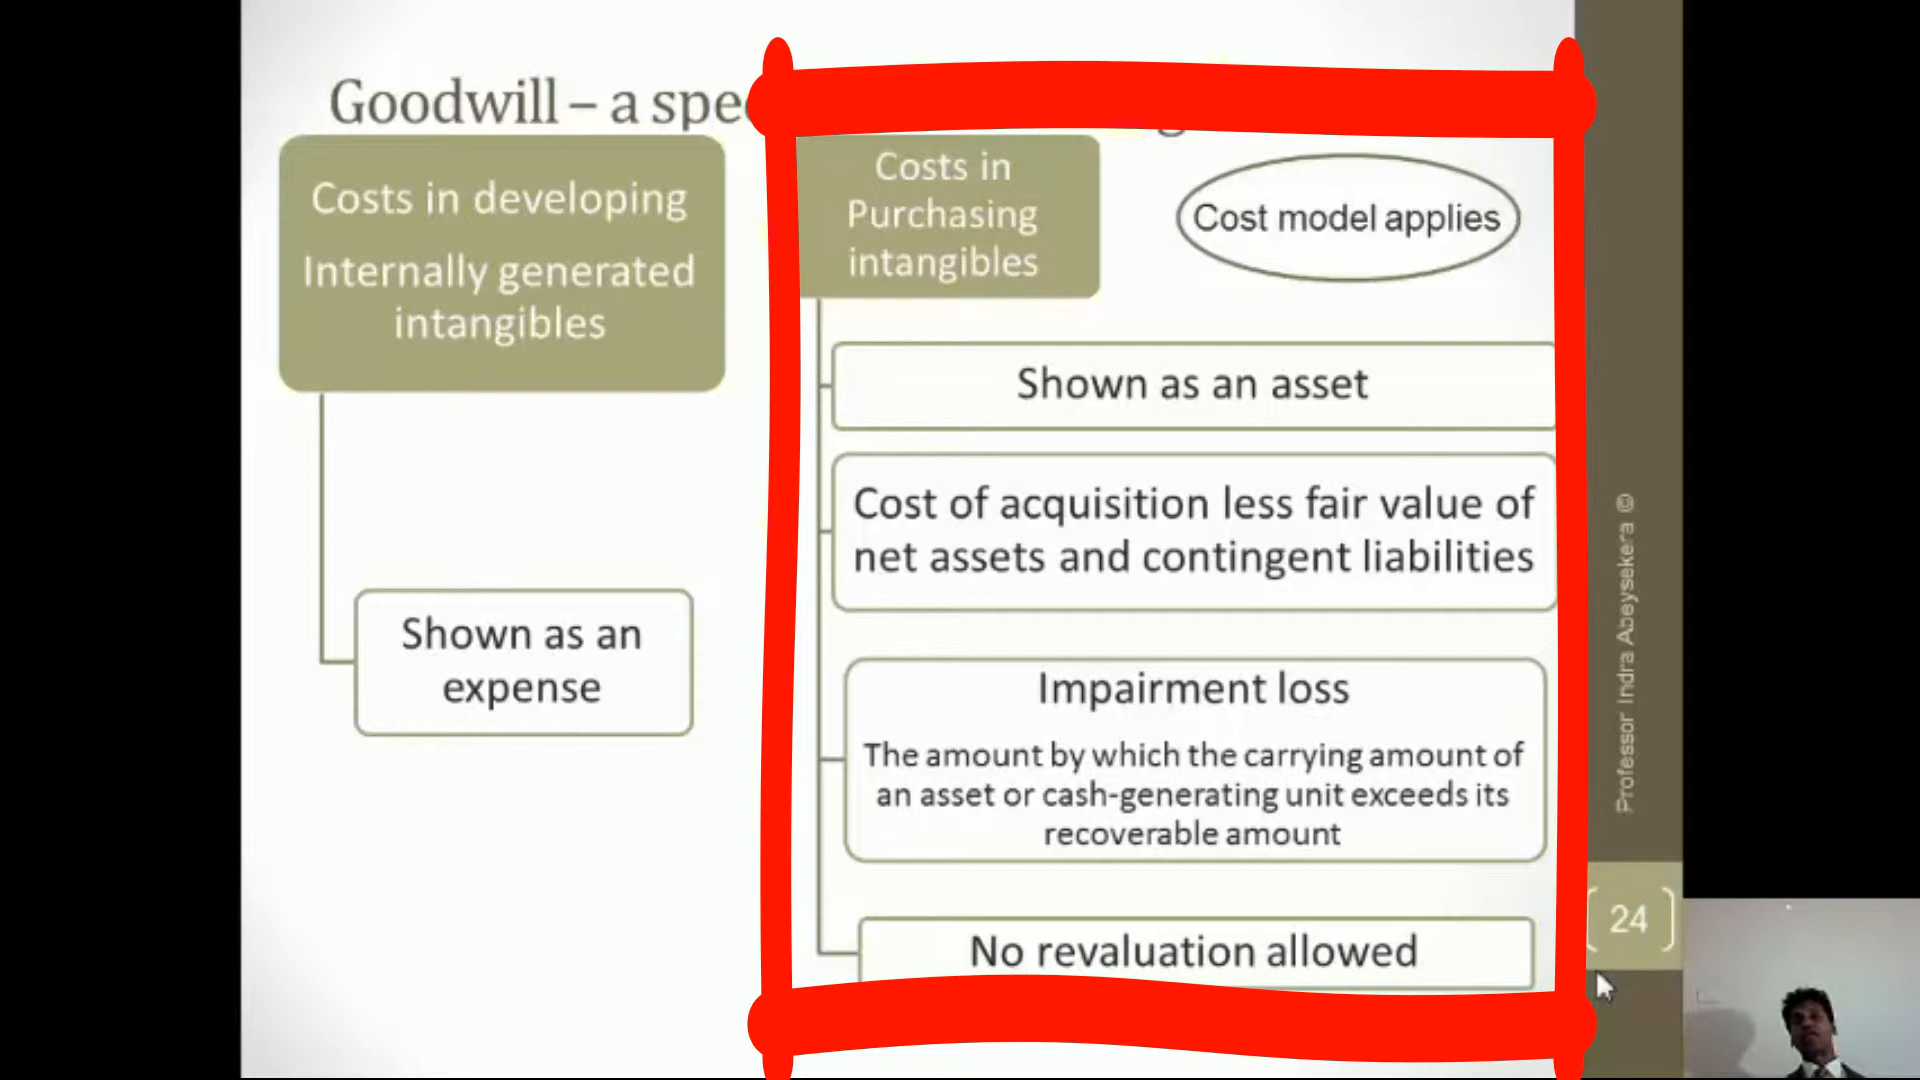 Goodwill – a
Costs in developing
Internally generated
intangibles
Shown as an
expense
Costs in
Purchasing
intangibles
Cost model applies
Shown as an asset
Cost of acquisition less fair value of
net assets and contingent liabilities
Impairment loss
The amount by which the carrying amount of
an asset or cash-generating unit exceeds its
recoverable amount
No revaluation allowed
Professor Indra Abeysekera ©
24